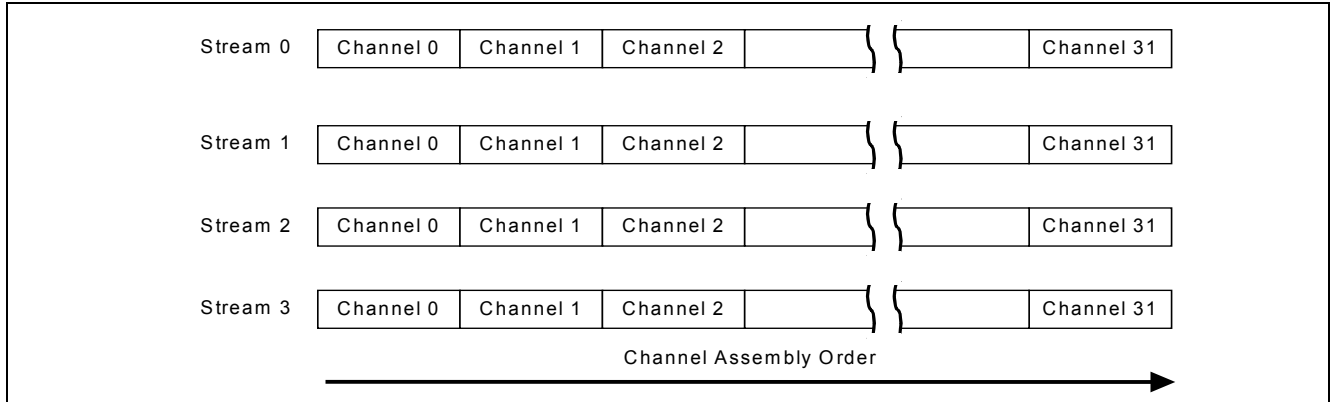 Stream 0 Channel 0 Channel 1 Channel 2 Channel 31
Stream 1 Channel 0 Channel 1 Channel 2 Channel 31
Stream 2 Channel 0 Channel 1 Channel 2 Channel 31
Stream 3 Channel 0 Channel 1 Channel 2 Channel 31
Channel Assembly Order